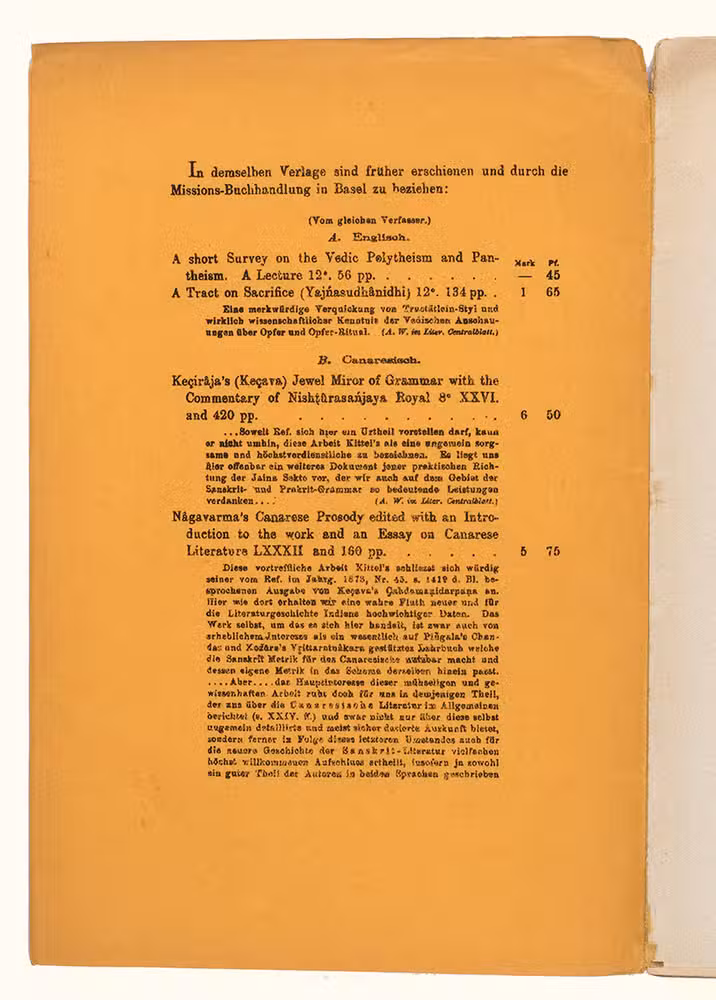 In demselben Verlage sind früher erschienen und durch die
Missions-Buchhandlung in Basel zu beziehen:
(Vom gleichen Verfasser.)
A. Englisch.
A short Survey on the Vedic Polytheism and Pan-
Mark Pf.
theism. A Lecture 12°. 56 pp. . . . . . . . — 45
A Tract on Sacrifice (Yajńasudhânidhi) 12°. 134 pp. . 1 65
Eine merkwürdige Verquickung von Tractätlein-Styl und
wirklich wissenschaftlicher Kenntnis der Vedischen Anschau-
ungen über Opfer und Opfer-Ritual. (A. W. im Liter. Centralblatt.)
B. Canaresisch.
Keçirâja's (Keçava) Jewel Miror of Grammar with the
Commentary of Nishṭûrasańjaya Royal 8° XXVI.
and 420 pp. . . . . . . . . . . . 6 50
...Soweit Ref. sich hier ein Urtheil vorstellen darf, kann
er nicht umhin, diese Arbeit Kittel's als eine ungemein sorg-
same und höchstverdienstliche zu bezeichnen. Es liegt uns
hier offenbar ein weiteres Dokument jener praktischen Rich-
tung der Jaina Sekte vor, der wir auch auf dem Gebiet der
Sanskrit- und Prakrit-Grammar so bedeutende Leistungen
verdanken.... (A. W. im Liter. Centralblatt.)
Nâgavarma's Canarese Prosody edited with an Intro-
duction to the work and an Essay on Canarese
Literature LXXXII and 160 pp. . . . . . . 5 75
Diese vortreffliche Arbeit Kittel's schliesst sich würdig
seiner vom Ref. im Jahrg. 1873, Nr. 45. s. 1419 d. Bl. be-
sprochenen Ausgabe von Keçava's Çabdamaṇidarpaṇa an.
Hier wie dort erhalten wir eine wahre Fluth neuer und für
die Literaturgeschichte Indiens hochwichtiger Daten. Das
Werk selbst, um das es sich hier handelt, ist zwar auch von
erheblichem Interesse als ein wesentlich auf Piṅgala's Chan-
das und Kedâra's Vṛittaratnâkara gestütztes Lehrbuch welche
die Sanskrit Metrik für das Canaresische nutzbar macht und
dessen eigene Metrik in das Schema derselben hinein passt.
....Aber....das Hauptinteresse dieser mühseligen und ge-
wissenhaften Arbeit ruht doch für uns in demjenigen Theil,
der uns über die Canaresische Literatur im Allgemeinen
berichtet (s. XXIV. ff.) und zwar nicht nur über diese selbst
ungemein detaillirte und meist sicher datierte Auskunft bietet,
sondern ferner in Folge dieses letzteren Umstandes auch für
die neuere Geschichte der Sanskrit-Literatur vielfachen
höchst willkommenen Aufschluss ertheilt, insofern ja sowohl
ein guter Theil der Autoren in beiden Sprachen geschrieben